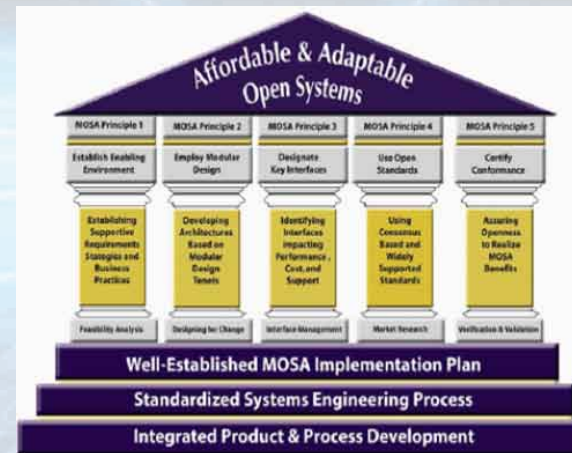 Affordable & Adaptable
Open Systems
MOSA Principle 1
MOSA Principle 2
MOSA Principle 3
MOSA Principle 4
MOSA Principle 5
Establish Enabling
Environment
Employ Modular
Design
Designate
Key Interfaces
Use Open
Standards
Certify
Conformance
Establishing
Supportive
Requirements
Stategies and
Business
Practices
Developing
Architectures
Based on
Modular
Design
Tenets
Identifying
Interfaces
Impacting
Performance,
Cost, and
Support
Using
Consensus
Based and
Widely
Supported
Standards
Assuring
Openness
to Realize
MOSA
Benefits
Feasibility Analysis
Designing for Change
Interface Management
Market Research
Verification & Validation
Well-Established MOSA Implementation Plan
Standardized Systems Engineering Process
Integrated Product & Process Development